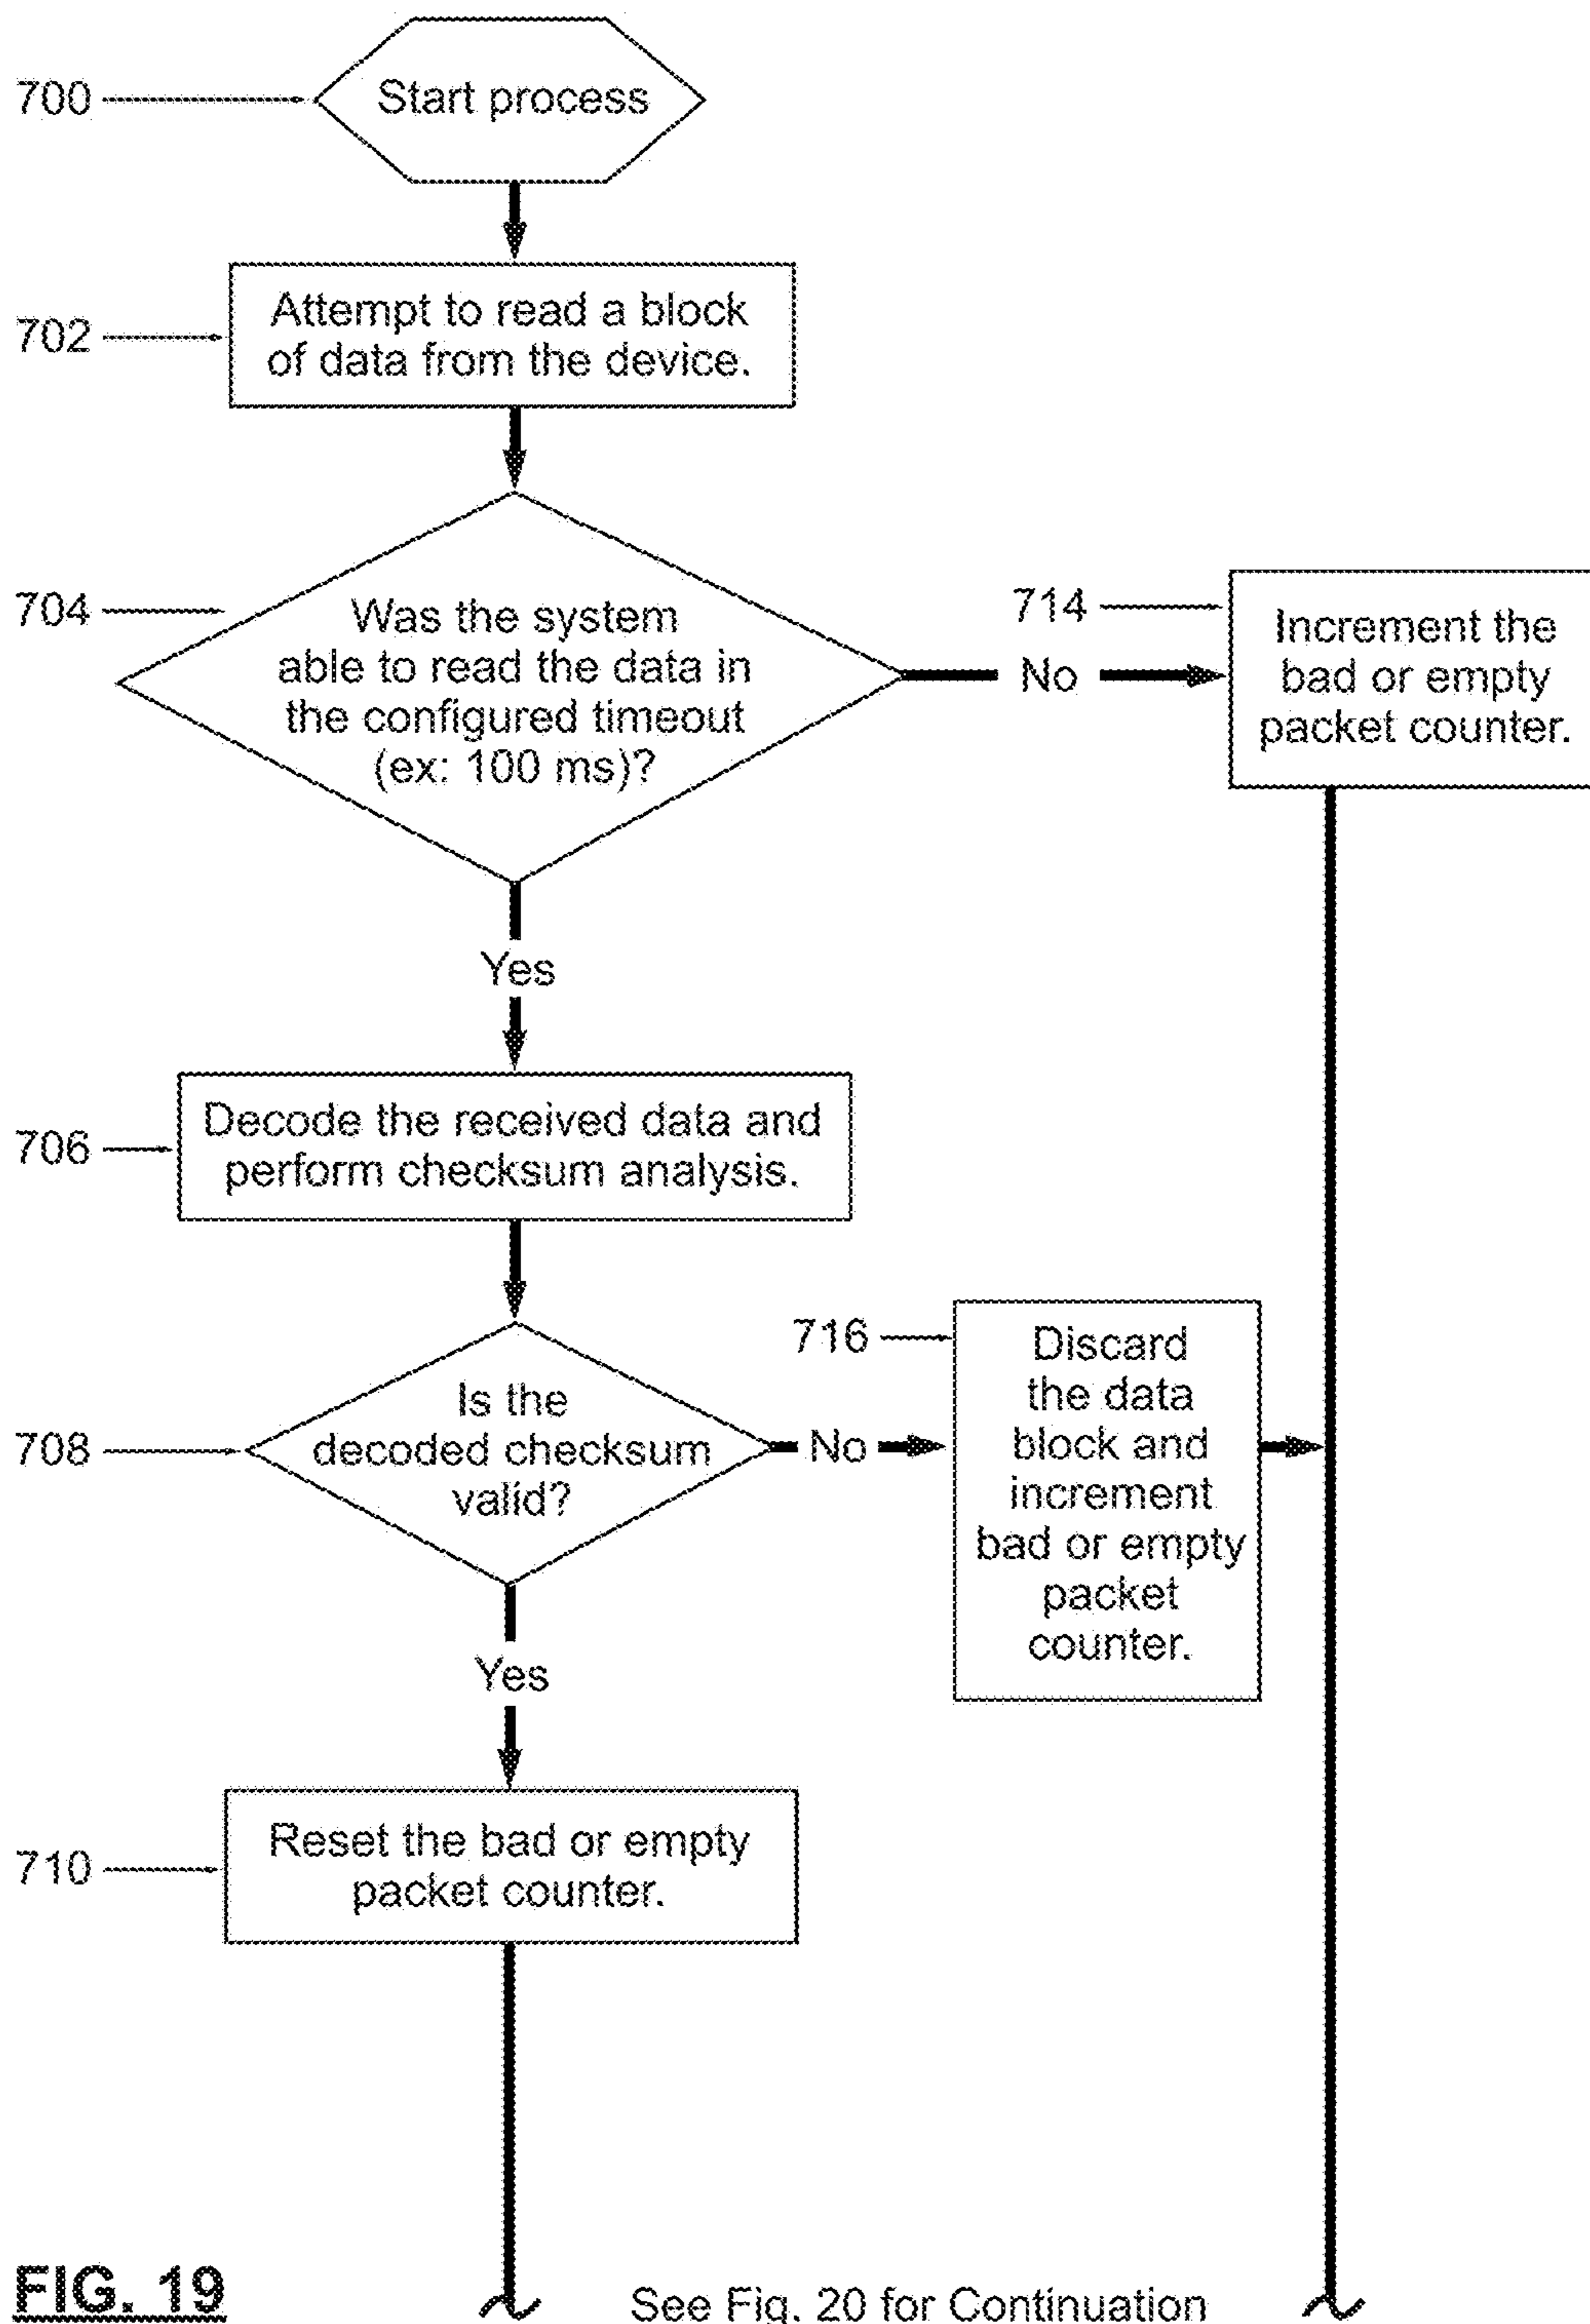 700
Start process
702
Attempt to read a block
of data from the device.
704
Was the system
able to read the data in
the configured timeout
(ex: 100 ms)?
No
714
Increment the
bad or empty
packet counter.
Yes
706
Decode the received data and
perform checksum analysis.
708
Is the
decoded checksum
valid?
No
716
Discard
the data
block and
increment
bad or empty
packet
counter.
Yes
710
Reset the bad or empty
packet counter.
FIG. 19
See Fig. 20 for Continuation